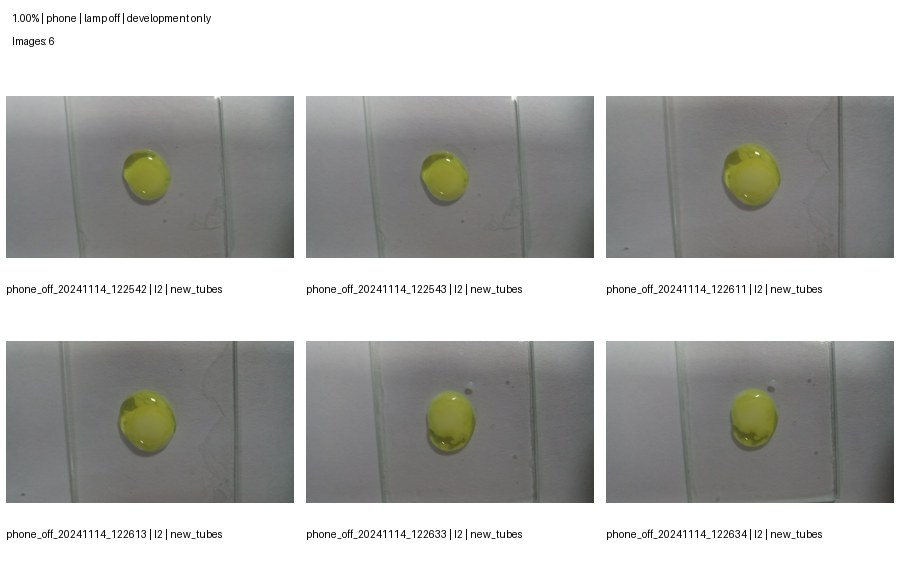 1.00% | phone | lamp off | development only
Images: 6
phone_off_20241114_122542 | I2 | new_tubes
phone_off_20241114_122543 | I2 | new_tubes
phone_off_20241114_122611 | I2 | new_tubes
phone_off_20241114_122613 | I2 | new_tubes
phone_off_20241114_122633 | I2 | new_tubes
phone_off_20241114_122634 | I2 | new_tubes